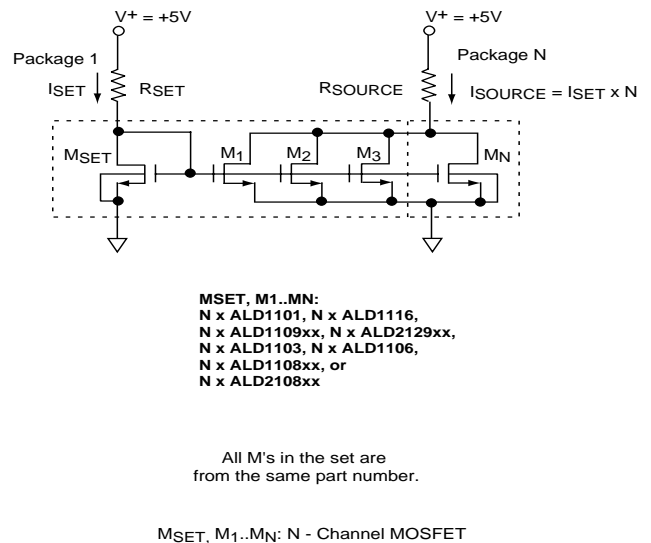 V+ = +5V
V+ = +5V
Package 1
Package N
ISET
RSET
RSOURCE
ISOURCE = ISET x N
MSET
M1
M2
M3
MN
MSET, M1..MN:
N x ALD1101, N x ALD1116,
N x ALD1109xx, N x ALD2129xx,
N x ALD1103, N x ALD1106,
N x ALD1108xx, or
N x ALD2108xx
All M's in the set are
from the same part number.
MSET, M1..MN: N - Channel MOSFET